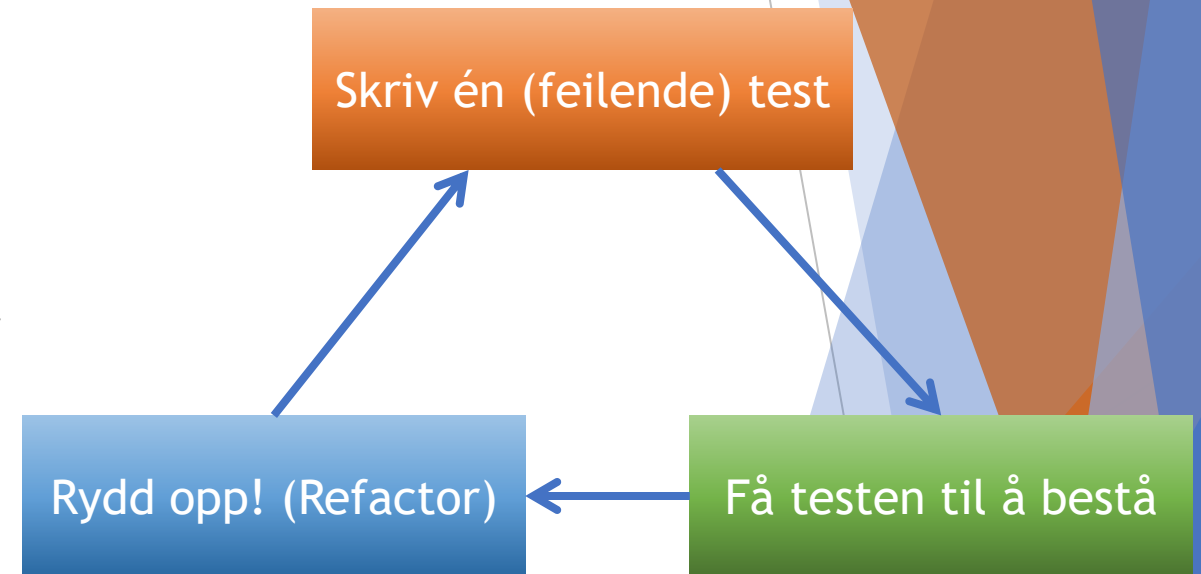 Skriv én (feilende) test
Rydd opp! (Refactor)
Få testen til å bestå